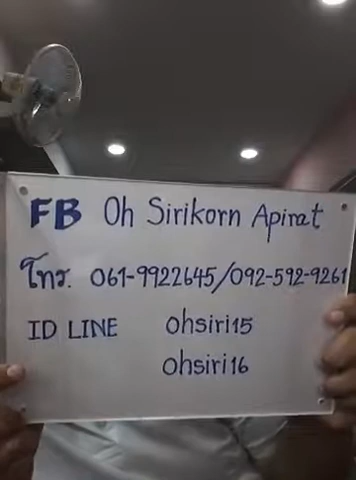 FB Oh Sirikorn Apirat
โทร. 061-9922645/092-592-9261
ID LINE ohsiri15
ohsiri16